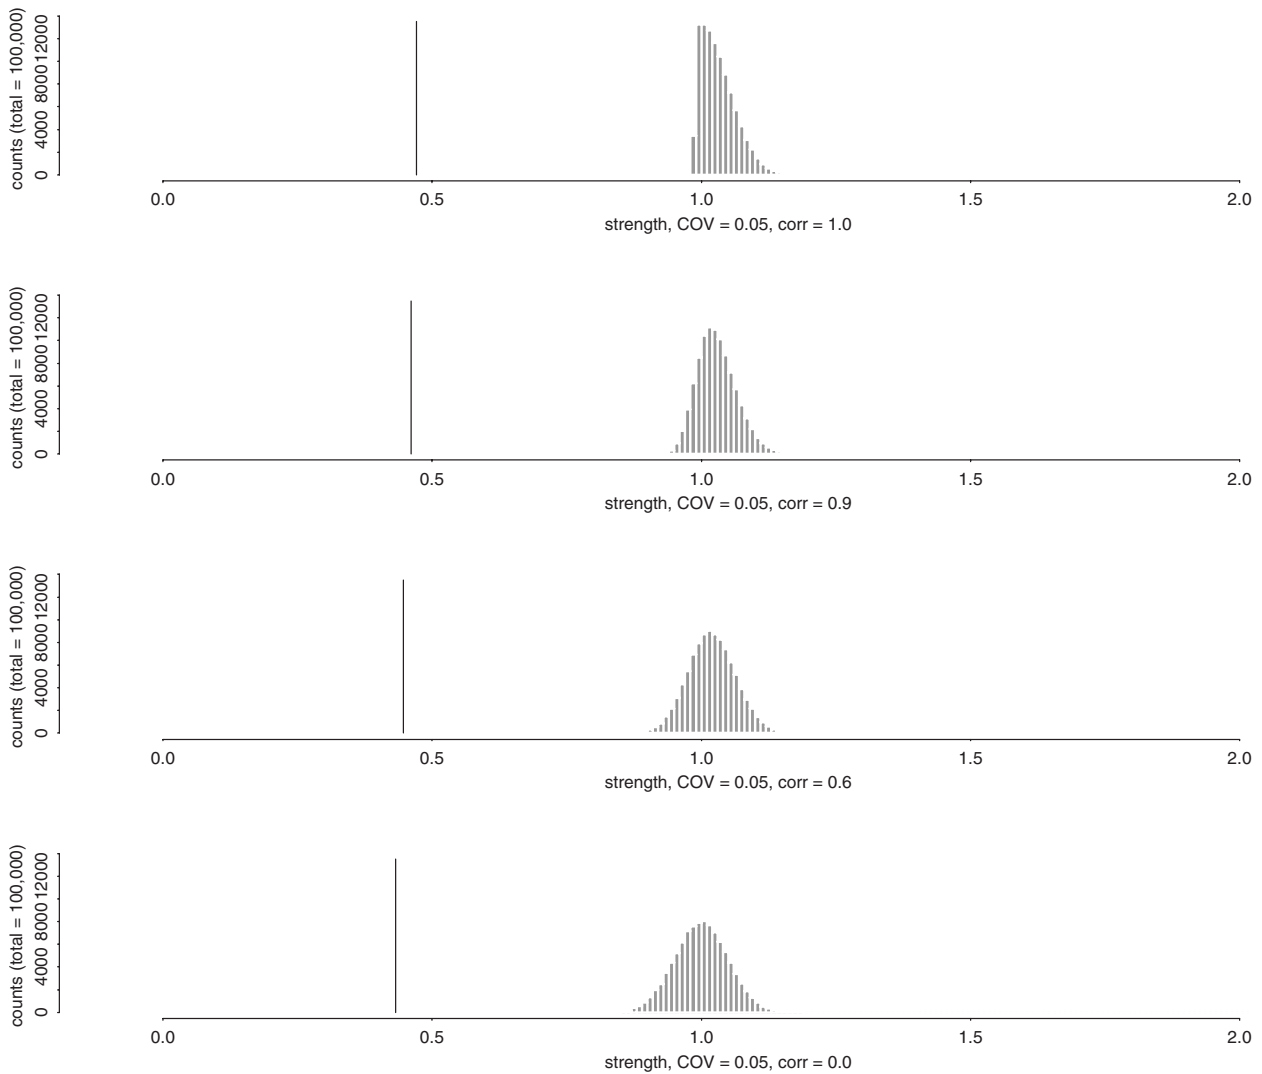 counts (total = 100,000)
0 4000 8000 12000
0.0 0.5 1.0 1.5 2.0
strength, COV = 0.05, corr = 1.0
counts (total = 100,000)
0 4000 8000 12000
0.0 0.5 1.0 1.5 2.0
strength, COV = 0.05, corr = 0.9
counts (total = 100,000)
0 4000 8000 12000
0.0 0.5 1.0 1.5 2.0
strength, COV = 0.05, corr = 0.6
counts (total = 100,000)
0 4000 8000 12000
0.0 0.5 1.0 1.5 2.0
strength, COV = 0.05, corr = 0.0